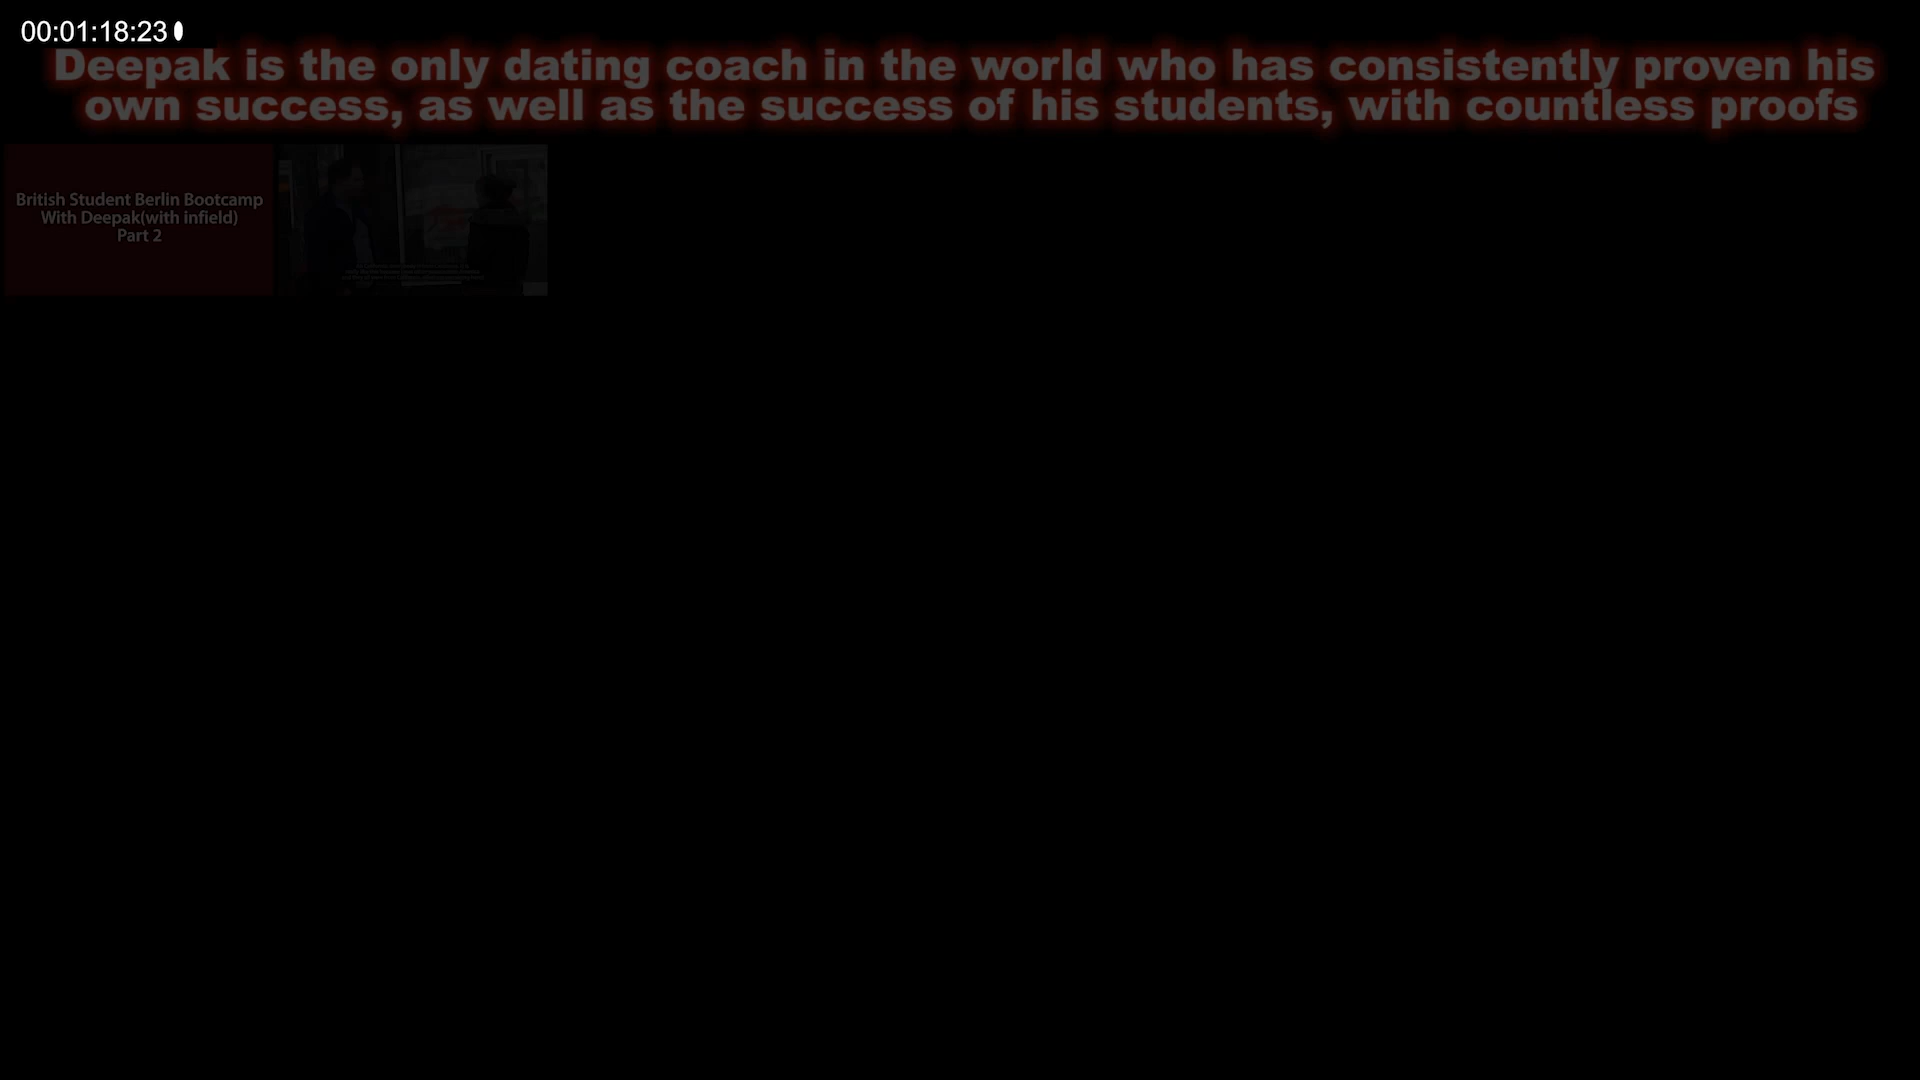 00:01:18:23
Deepak is the only dating coach in the world who has consistently proven his
own success, as well as the success of his students, with countless proofs
British Student Berlin Bootcamp
With Deepak(with infield)
Part 2